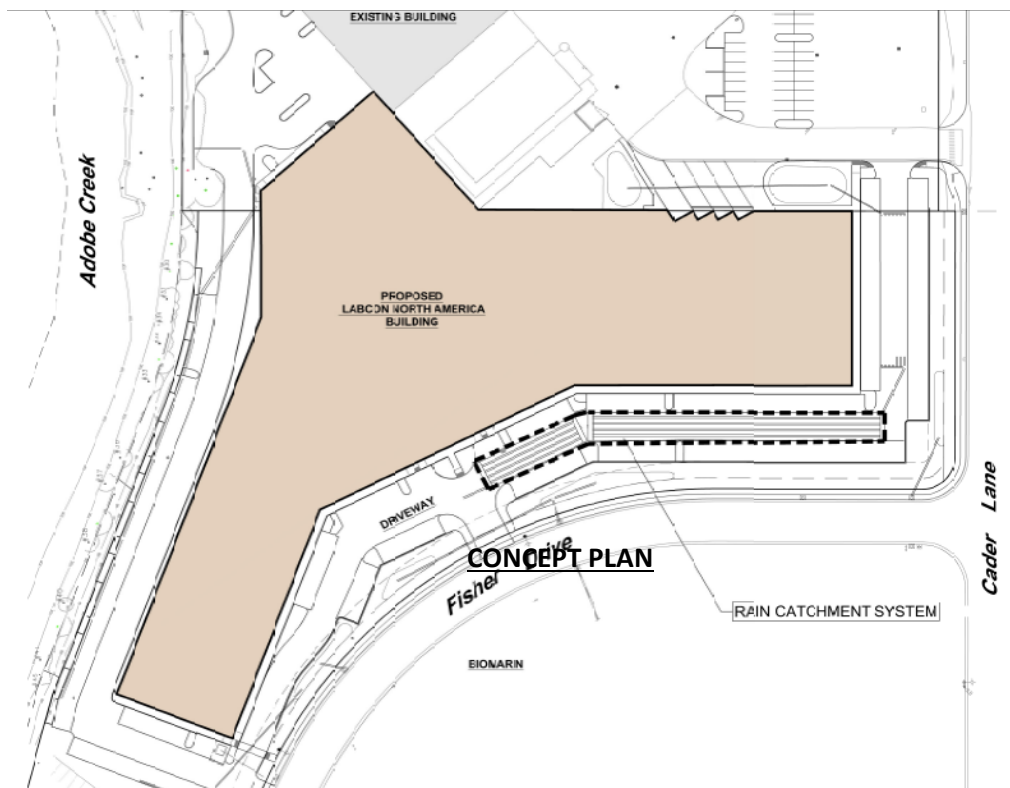 EXISTING BUILDING
Adobe Creek
PROPOSED
LABCON NORTH AMERICA
BUILDING
DRIVEWAY
CONCEPT PLAN
Fisher Drive
Cader Lane
RAIN CATCHMENT SYSTEM
BIONARIN